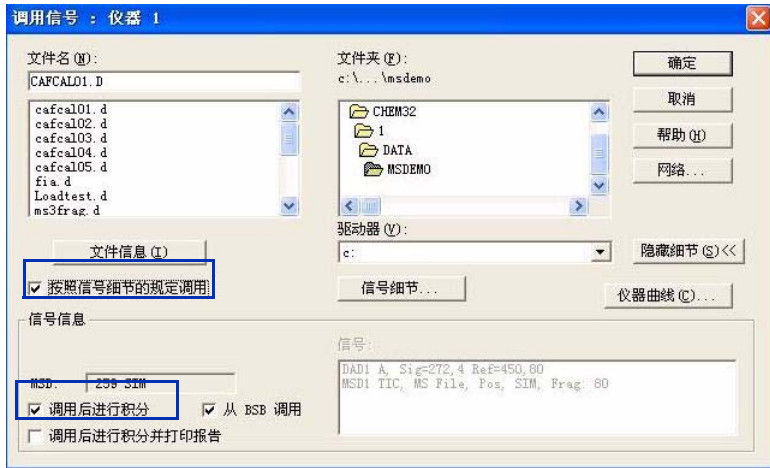 调用信号 : 仪器 1
文件名(N):
CAFCAL01.D
cafcal01.d
cafcal02.d
cafcal03.d
cafcal04.d
cafcal05.d
fia.d
Loadtest.d
ms3frag.d
文件夹(F):
c:\...\msdemo
CHEM32
1
DATA
MSDEMO
驱动器(V):
c:
确定
取消
帮助(H)
网络...
文件信息(I)
隐藏细节(S)<<
按照信号细节的规定调用
信号细节...
仪器曲线(C)...
信号信息
信号:
DAD1 A, Sig=272,4 Ref=450,80
MSD1 TIC, MS File, Pos, SIM, Frag: 80
MSD: 259 SIM
调用后进行积分
从 BSB 调用
调用后进行积分并打印报告